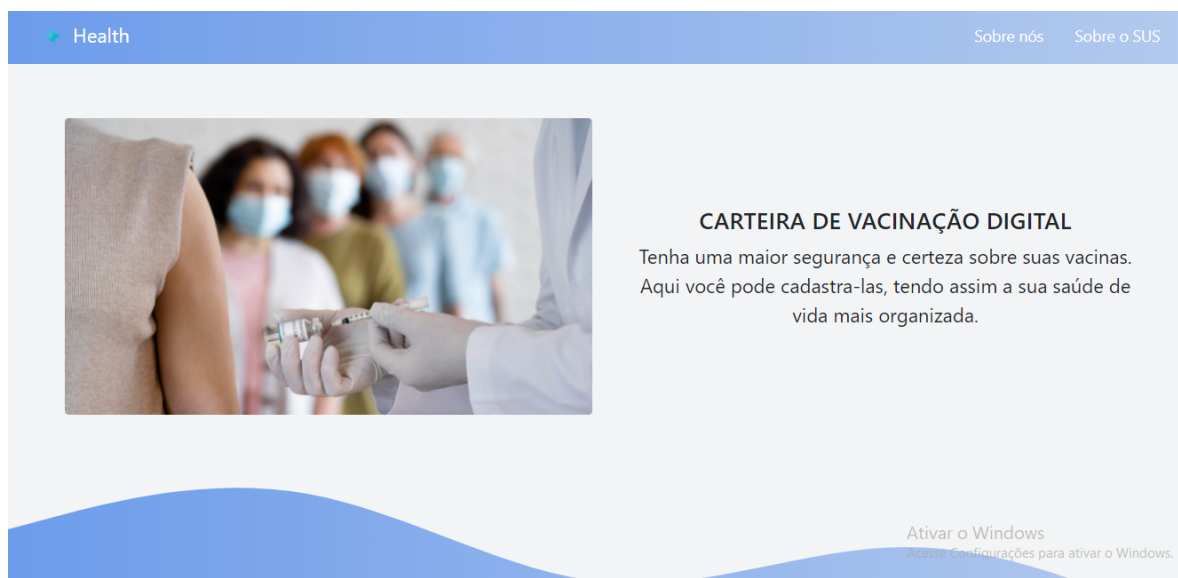 Health
Sobre nós
Sobre o SUS
CARTEIRA DE VACINAÇÃO DIGITAL
Tenha uma maior segurança e certeza sobre suas vacinas.
Aqui você pode cadastra-las, tendo assim a sua saúde de
vida mais organizada.
Ativar o Windows
Acesse Configurações para ativar o Windows.